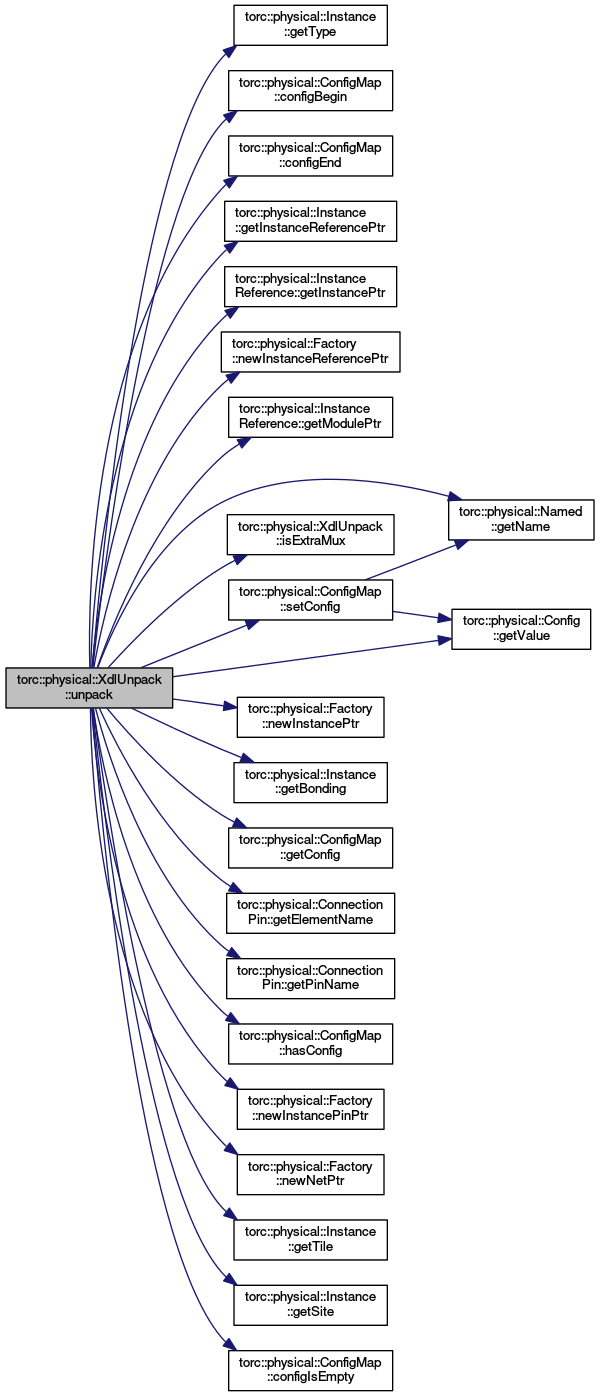 torc::physical::Instance
::getType
torc::physical::ConfigMap
::configBegin
torc::physical::ConfigMap
::configEnd
torc::physical::Instance
::getInstanceReferencePtr
torc::physical::Instance
Reference::getInstancePtr
torc::physical::Factory
::newInstanceReferencePtr
torc::physical::Instance
Reference::getModulePtr
torc::physical::Named
::getName
torc::physical::XdlUnpack
::isExtraMux
torc::physical::ConfigMap
::setConfig
torc::physical::Config
::getValue
torc::physical::XdlUnpack
::unpack
torc::physical::Factory
::newInstancePtr
torc::physical::Instance
::getBonding
torc::physical::ConfigMap
::getConfig
torc::physical::Connection
Pin::getElementName
torc::physical::Connection
Pin::getPinName
torc::physical::ConfigMap
::hasConfig
torc::physical::Factory
::newInstancePinPtr
torc::physical::Factory
::newNetPtr
torc::physical::Instance
::getTile
torc::physical::Instance
::getSite
torc::physical::ConfigMap
::configIsEmpty